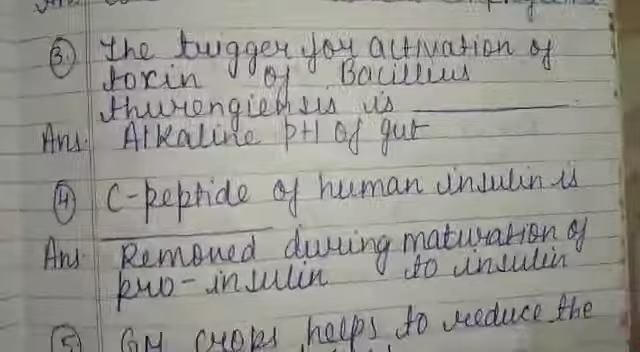 ③ The trigger for activation of
toxin of Bacillus
thurengiensis is ________.
Ans. Alkaline pH of gut
④ C-peptide of human insulin is
________
Ans Removed during maturation of
pro-insulin to insulin
⑤ GM crops helps to reduce the